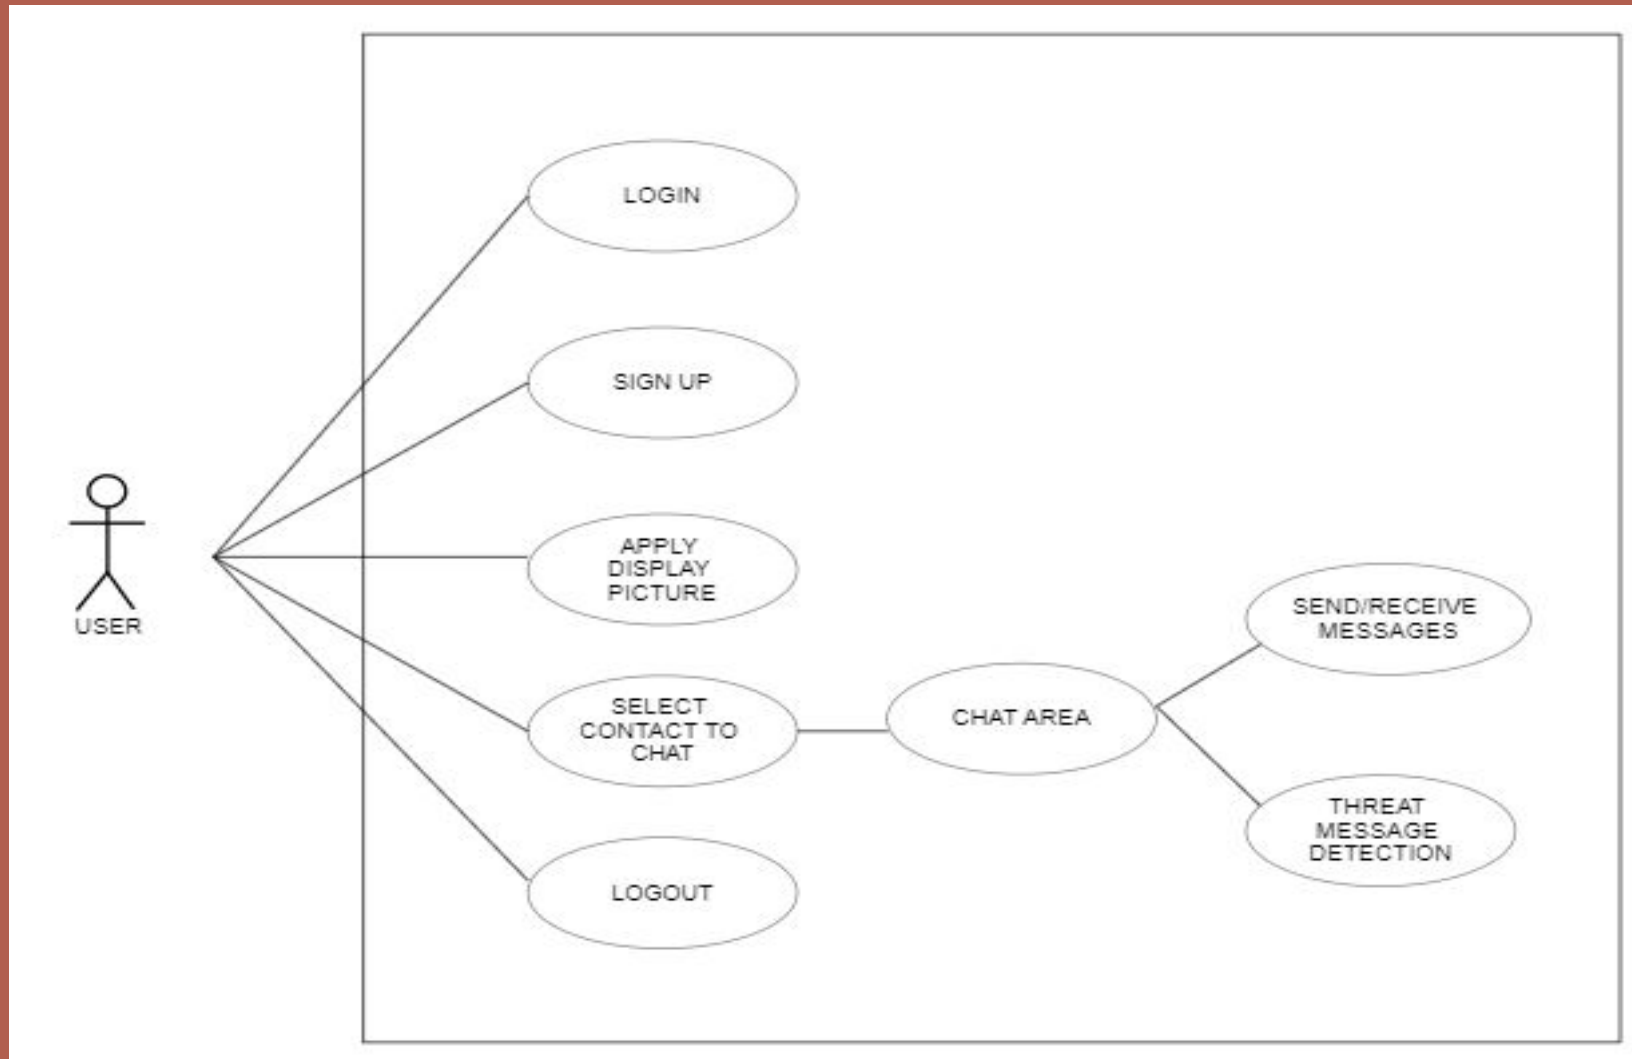 LOGIN
SIGN UP
APPLY
DISPLAY
PICTURE
USER
SELECT
CONTACT TO
CHAT
CHAT AREA
SEND/RECEIVE
MESSAGES
THREAT
MESSAGE
DETECTION
LOGOUT